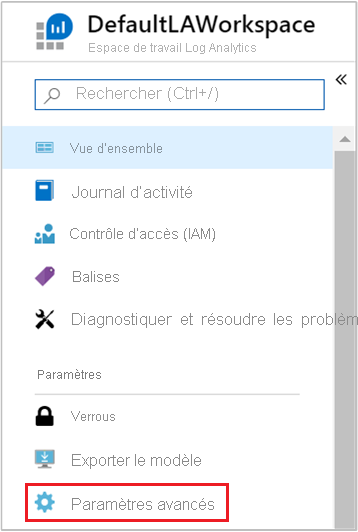 DefaultLAWorkspace
Espace de travail Log Analytics
Rechercher (Ctrl+/)
Vue d'ensemble
Journal d'activité
Contrôle d'accès (IAM)
Balises
Diagnostiquer et résoudre les problèm
Paramètres
Verrous
Exporter le modèle
Paramètres avancés